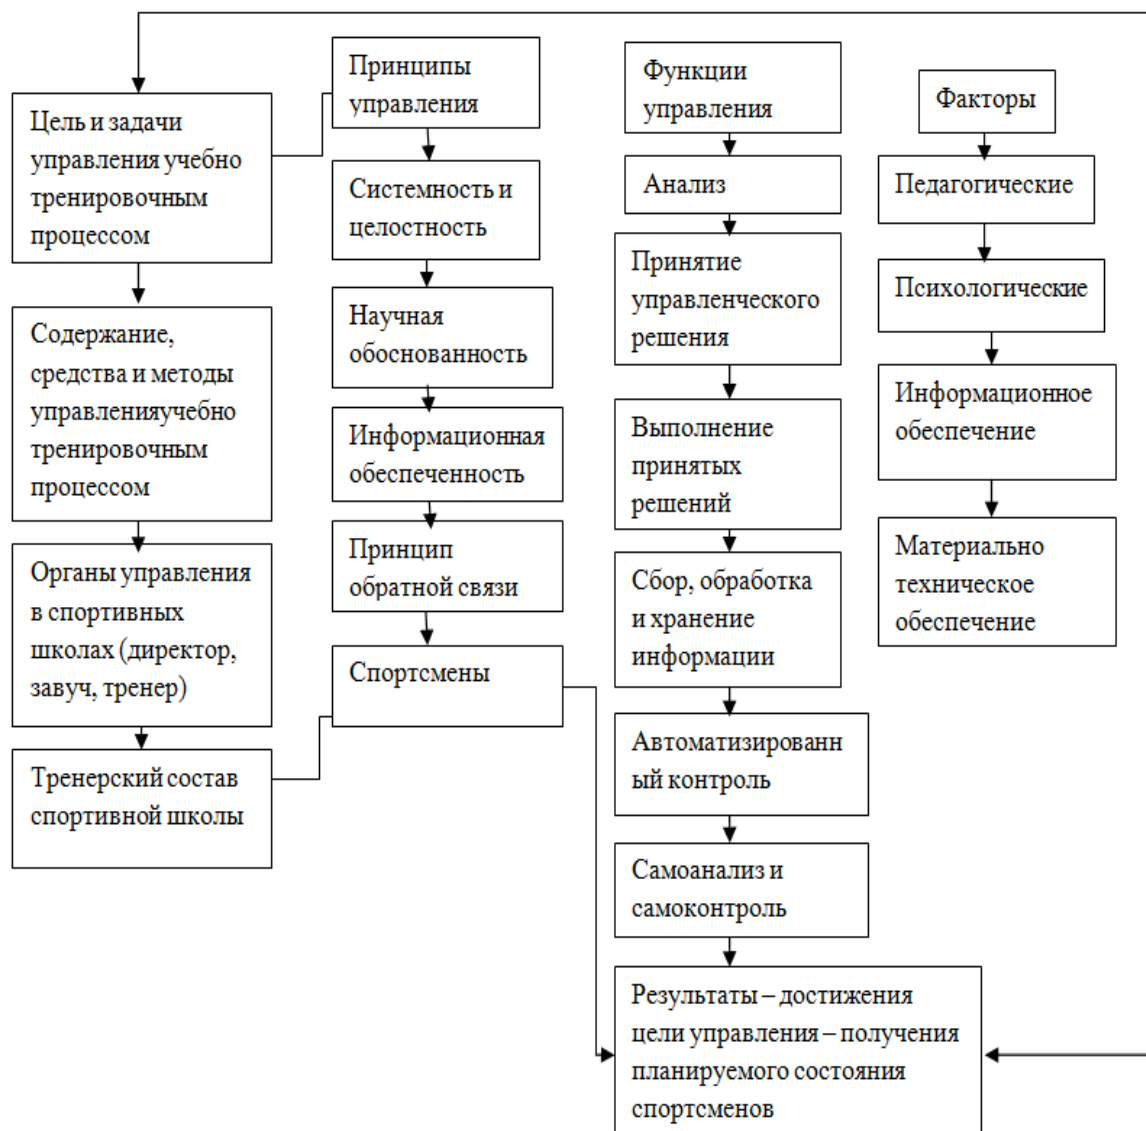 Цель и задачи
управления учебно
тренировочным
процессом
Содержание,
средства и методы
управленияучебно
тренировочным
процессом
Органы управления
в спортивных
школах (директор,
завуч, тренер)
Тренерский состав
спортивной школы
Принципы
управления
Системность и
целостность
Научная
обоснованность
Информационная
обеспеченность
Принцип
обратной связи
Спортсмены
Функции
управления
Анализ
Принятие
управленческого
решения
Выполнение
принятых
решений
Сбор, обработка
и хранение
информации
Автоматизированн
ый контроль
Самоанализ и
самоконтроль
Результаты – достижения
цели управления – получения
планируемого состояния
спортсменов
Факторы
Педагогические
Психологические
Информационное
обеспечение
Материально
техническое
обеспечение